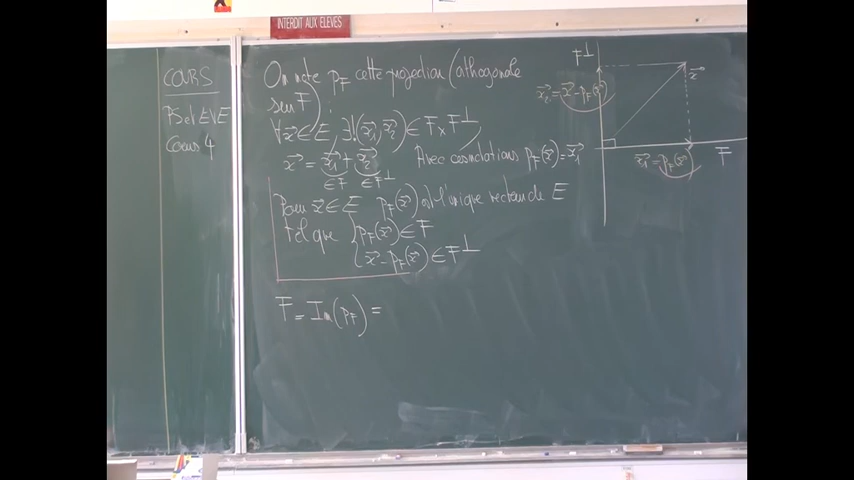 INTERDIT AUX ELEVES
COURS
PS et EVE
Cours 4
On note p_F cette projection (orthogonale
sur F) :
∀x⃗ ∈ E, ∃!(x⃗₁, x⃗₂) ∈ F × F^⊥
x⃗ = x⃗₁ + x⃗₂ Avec ces notations p_F(x⃗) = x⃗₁
∈F ∈F^⊥
Pour x⃗ ∈ E p_F(x⃗) est l'unique vecteur de E
tel que { p_F(x⃗) ∈ F
x⃗ - p_F(x⃗) ∈ F^⊥
F = Im(p_F) =
F^⊥
x⃗
x⃗₂ = x⃗ - p_F(x⃗)
x⃗₁ = p_F(x⃗)
F